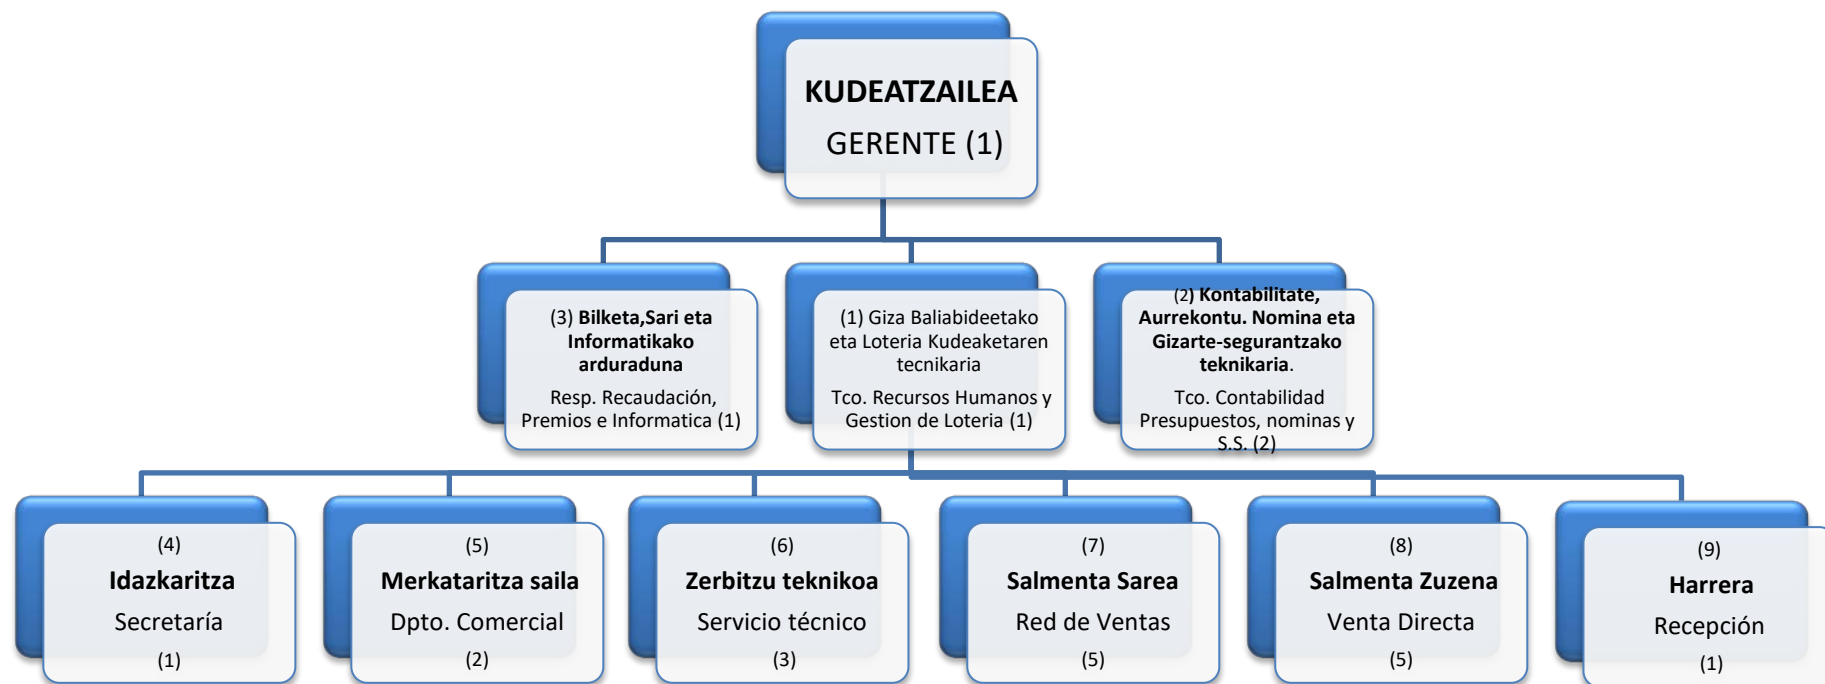 KUDEATZAILEA
GERENTE (1)
(3) Bilketa,Sari eta
Informatikako
arduraduna
Resp. Recaudación,
Premios e Informatica (1)
(1) Giza Baliabideetako
eta Loteria Kudeaketaren
tecnikaria
Tco. Recursos Humanos y
Gestion de Loteria (1)
(2) Kontabilitate,
Aurrekontu. Nomina eta
Gizarte-segurantzako
teknikaria.
Tco. Contabilidad
Presupuestos, nominas y
S.S. (2)
(4)
Idazkaritza
Secretaría
(1)
(5)
Merkataritza saila
Dpto. Comercial
(2)
(6)
Zerbitzu teknikoa
Servicio técnico
(3)
(7)
Salmenta Sarea
Red de Ventas
(5)
(8)
Salmenta Zuzena
Venta Directa
(5)
(9)
Harrera
Recepción
(1)